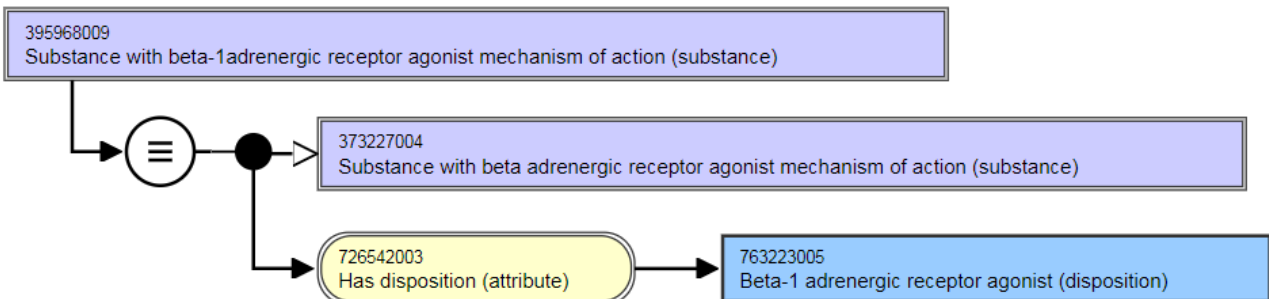 395968009
Substance with beta-1adrenergic receptor agonist mechanism of action (substance)
373227004
Substance with beta adrenergic receptor agonist mechanism of action (substance)
726542003
Has disposition (attribute)
763223005
Beta-1 adrenergic receptor agonist (disposition)